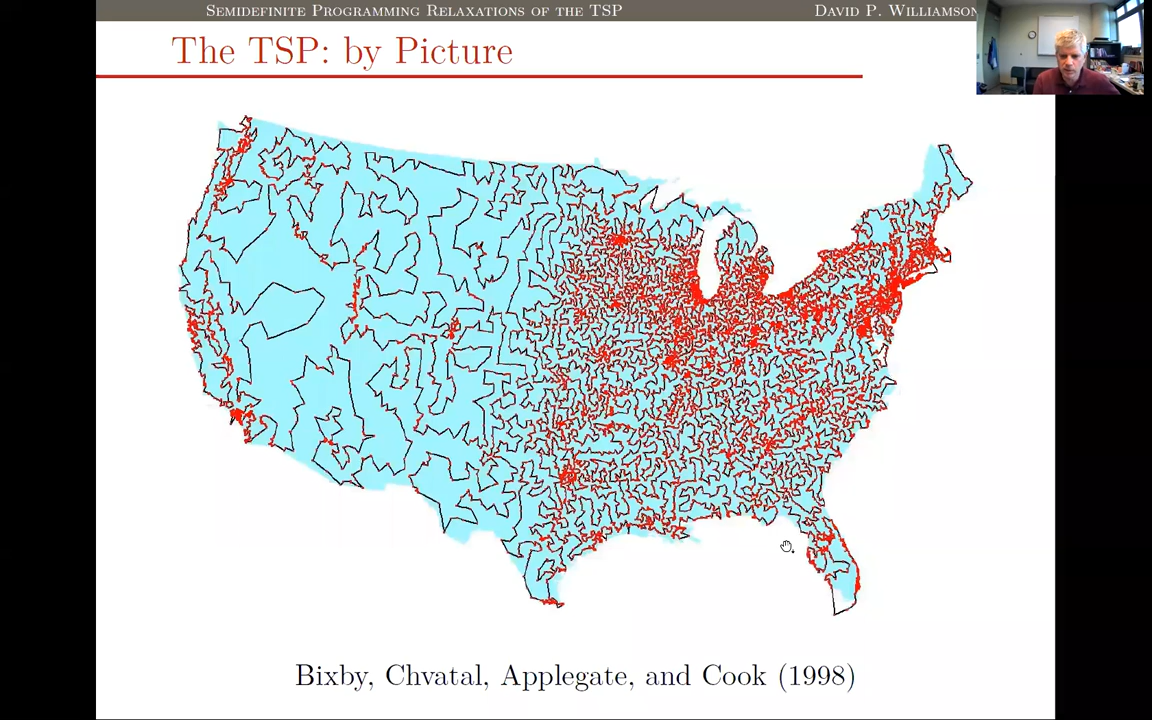 Semidefinite Programming Relaxations of the TSP
David P. Williamson
The TSP: by Picture
Bixby, Chvatal, Applegate, and Cook (1998)